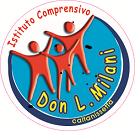 Istituto Comprensivo
Don L. Milani
Caltanissetta